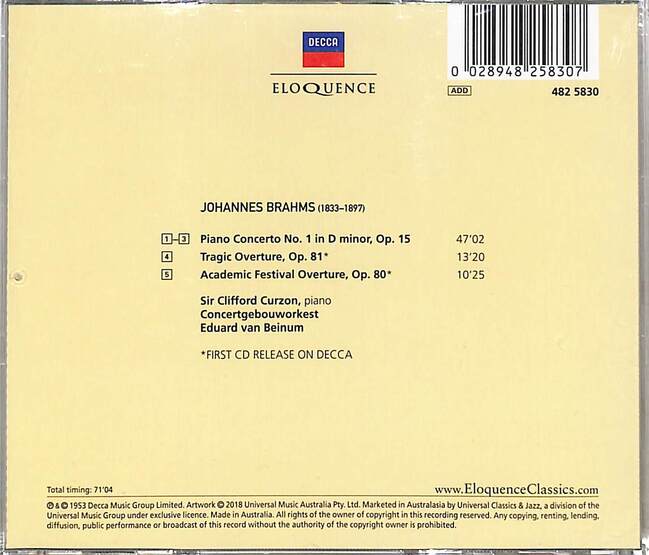 DECCA
ELOQUENCE
0 028948 258307
ADD
482 5830
JOHANNES BRAHMS (1833–1897)
1–3 Piano Concerto No. 1 in D minor, Op. 15 47'02
4 Tragic Overture, Op. 81* 13'20
5 Academic Festival Overture, Op. 80* 10'25
Sir Clifford Curzon, piano
Concertgebouworkest
Eduard van Beinum
*FIRST CD RELEASE ON DECCA
Total timing: 71'04
www.EloquenceClassics.com
℗ & © 1953 Decca Music Group Limited. Artwork © 2018 Universal Music Australia Pty. Ltd. Marketed in Australasia by Universal Classics & Jazz, a division of the
Universal Music Group under exclusive licence. Made in Australia. All rights of the owner of copyright in this recording reserved. Any copying, renting, lending,
diffusion, public performance or broadcast of this record without the authority of the copyright owner is prohibited.